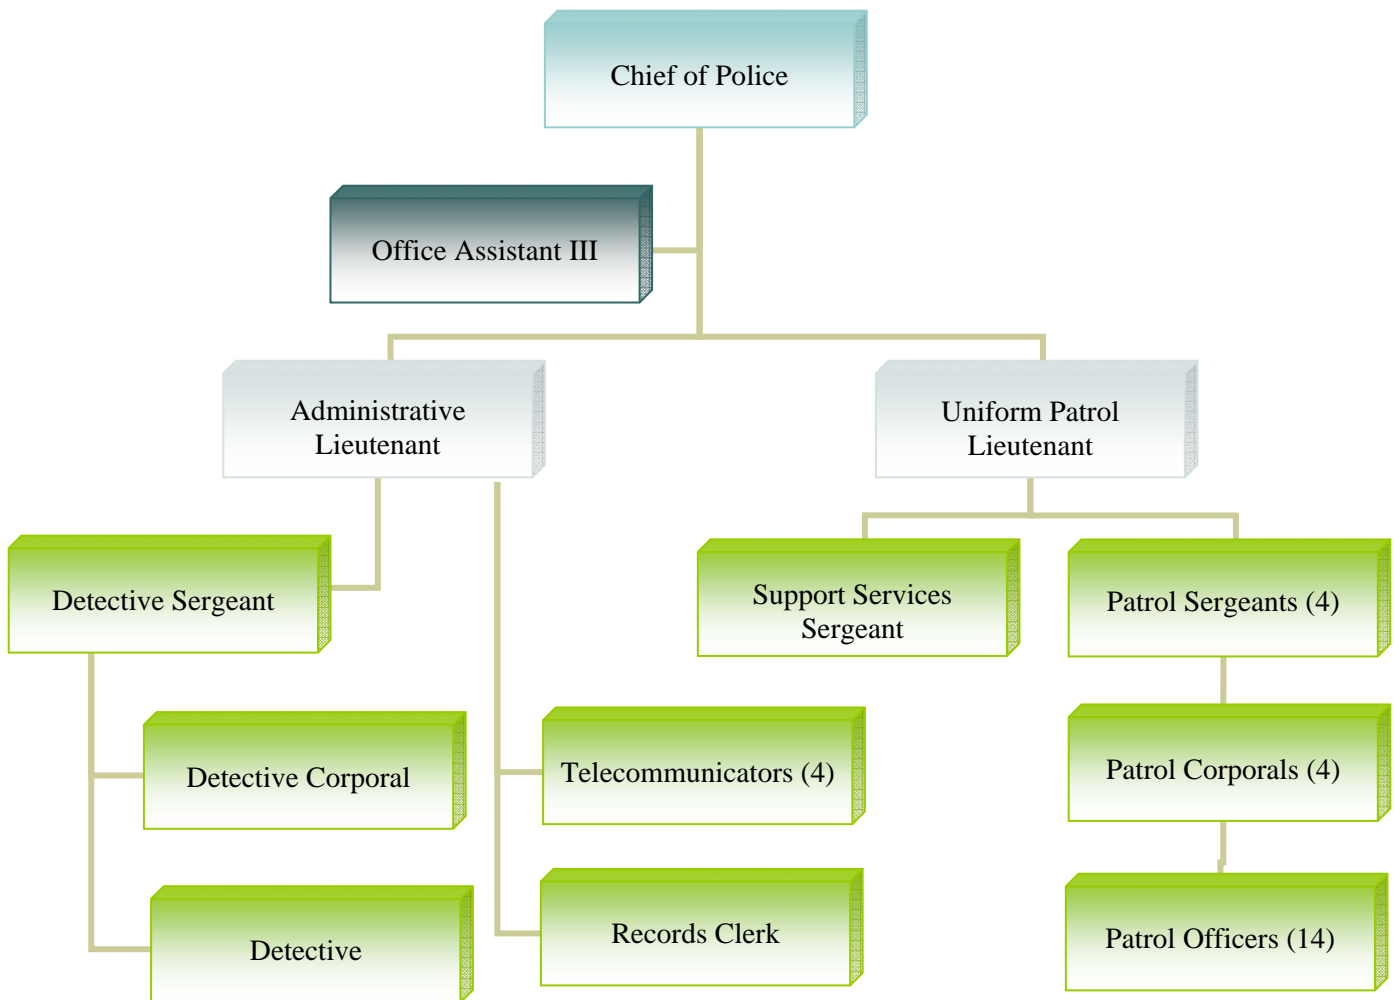 Chief of Police
Office Assistant III
Administrative
Lieutenant
Uniform Patrol
Lieutenant
Detective Sergeant
Support Services
Sergeant
Patrol Sergeants (4)
Detective Corporal
Telecommunicators (4)
Patrol Corporals (4)
Detective
Records Clerk
Patrol Officers (14)